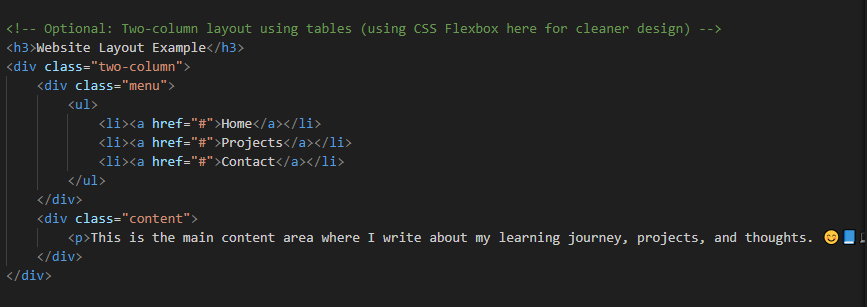 <!-- Optional: Two-column layout using tables (using CSS Flexbox here for cleaner design) -->
<h3>Website Layout Example</h3>
<div class="two-column">
    <div class="menu">
        <ul>
            <li><a href="#">Home</a></li>
            <li><a href="#">Projects</a></li>
            <li><a href="#">Contact</a></li>
        </ul>
    </div>
    <div class="content">
        <p>This is the main content area where I write about my learning journey, projects, and thoughts. 😊📘
    </div>
</div>